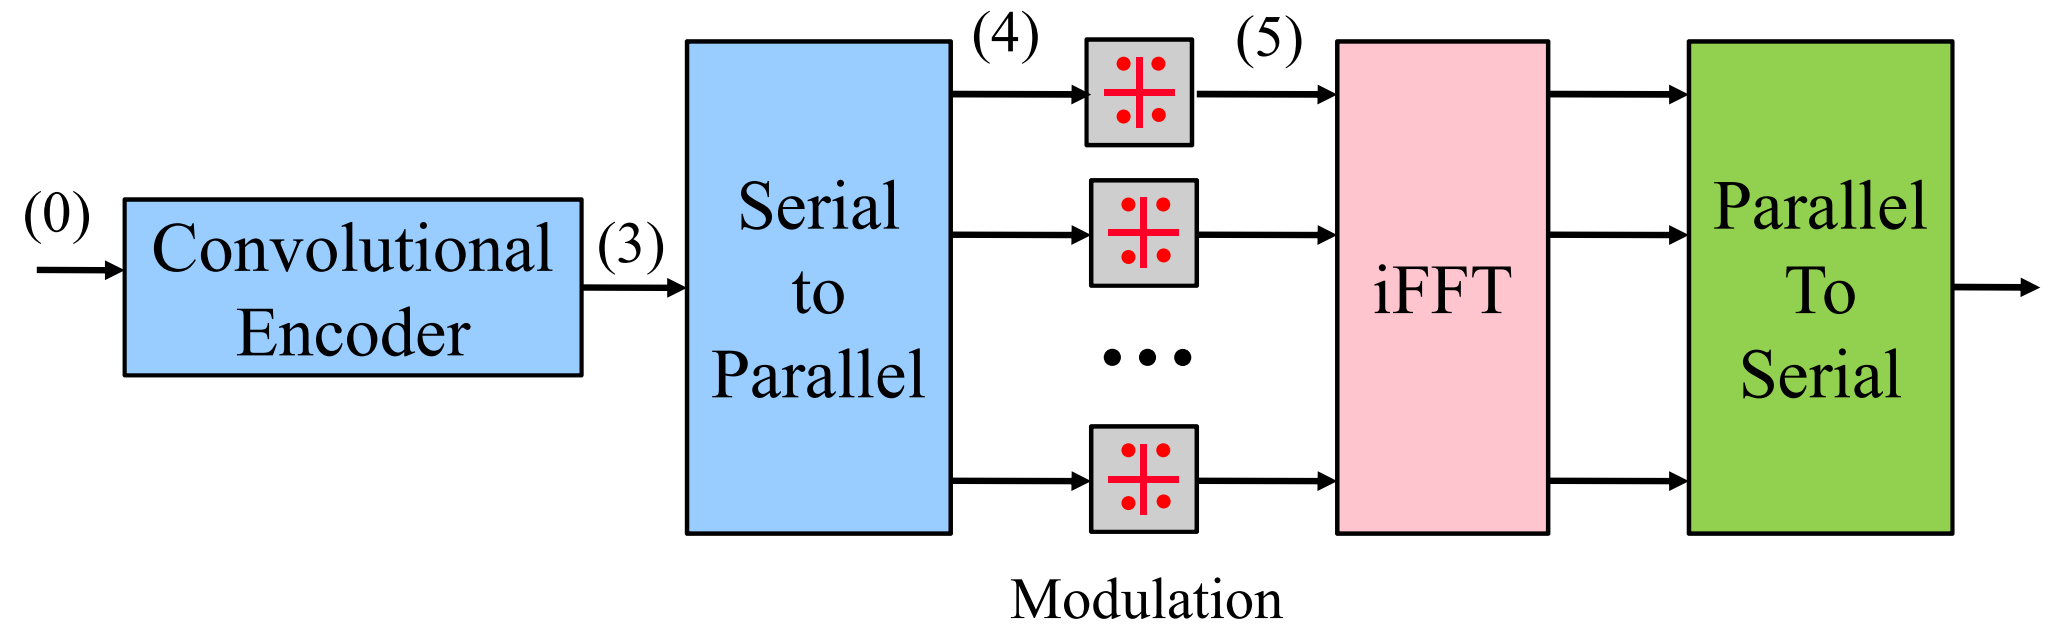 (0)
Convolutional
Encoder
(3)
Serial
to
Parallel
(4)
(5)
iFFT
Parallel
To
Serial
Modulation